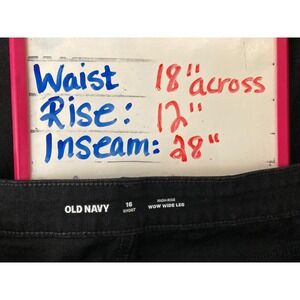 Waist 18" across
Rise: 12"
Inseam: 28"
OLD NAVY 16 SHORT HIGH-RISE WOW WIDE LEG